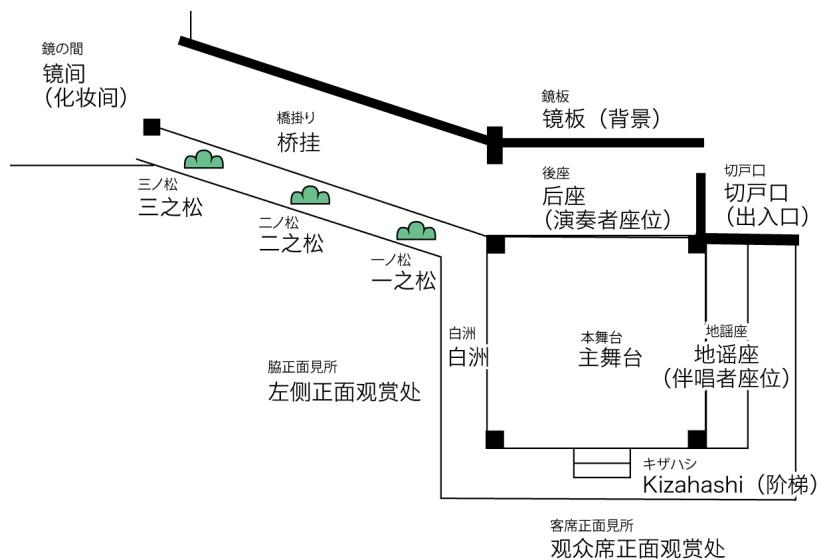 鏡の間
镜间
（化妆间）
橋掛り
桥挂
鏡板
镜板（背景）
後座
后座
（演奏者座位）
切戸口
切戸口
（出入口）
三ノ松
三之松
二ノ松
二之松
一ノ松
一之松
白洲
白洲
本舞台
主舞台
地謡座
地谣座
（伴唱者座位）
脇正面見所
左侧正面观赏处
キザハシ
Kizahashi（阶梯）
客席正面見所
观众席正面观赏处